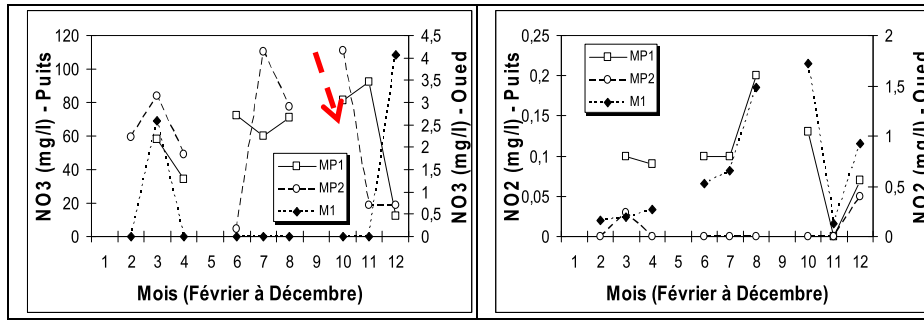 120
100
80
60
40
20
0
NO3 (mg/l) - Puits
4,5
4
3,5
3
2,5
2
1,5
1
0,5
0
NO3 (mg/l) - Oued
MP1
MP2
M1
1 2 3 4 5 6 7 8 9 10 11 12
Mois (Février à Décembre)
0,25
0,2
0,15
0,1
0,05
0
NO2 (mg/l) - Puits
2
1,5
1
0,5
0
NO2 (mg/l) - Oued
MP1
MP2
M1
1 2 3 4 5 6 7 8 9 10 11 12
Mois (Février à Décembre)